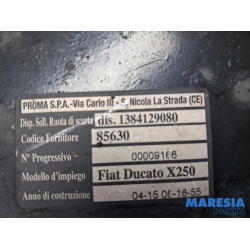 PROMA S.P.A.-Via Carlo III - S. Nicola La Strada (CE)
Disp. Soll. Ruota di scorta dis. 1384129080
Codice Fornitore 85630
N° Progressivo 00009166
Modello d'impiego Fiat Ducato X250
Anno di costruzione 04-15 06-16-55
MARESIA
PARTS